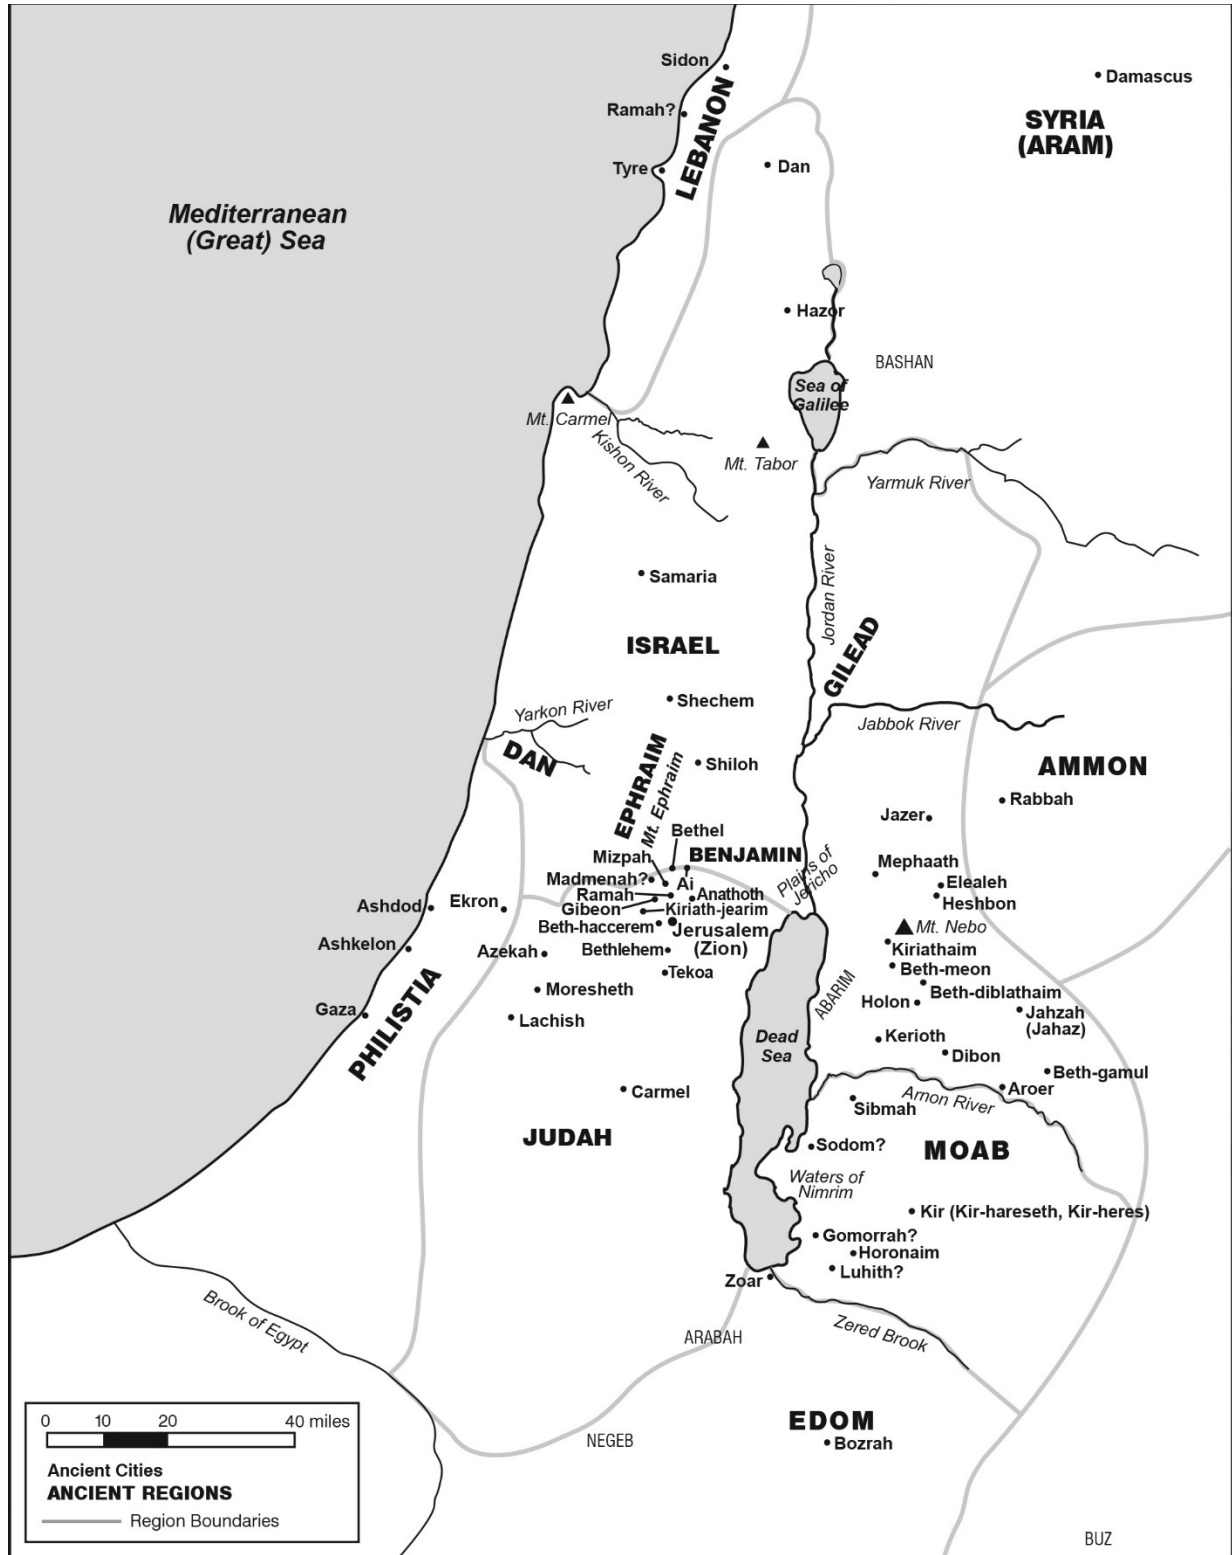 Sidon
Damascus
Ramah?
LEBANON
SYRIA
(ARAM)
Tyre
Dan
Mediterranean
(Great) Sea
Hazor
BASHAN
Sea of
Galilee
Mt. Carmel
Kishon River
Mt. Tabor
Yarmuk River
Jordan River
Samaria
ISRAEL
GILEAD
Shechem
Yarkon River
Jabbok River
DAN
EPHRAIM
Mt. Ephraim
Shiloh
AMMON
Rabbah
Jazer
Bethel
Mizpah
BENJAMIN
Plains of
Jericho
Mephaath
Madmenah?
Ai
Elealeh
Ramah
Anathoth
Heshbon
Ashdod
Ekron
Gibeon
Kiriath-jearim
Beth-haccerem
Jerusalem
(Zion)
Mt. Nebo
Ashkelon
Azekah
Bethlehem
Kiriathaim
Beth-meon
Tekoa
ABARIM
Beth-diblathaim
Moresheth
Holon
Gaza
PHILISTIA
Lachish
Jahzah
(Jahaz)
Dead
Sea
Kerioth
Dibon
Beth-gamul
Carmel
Aroer
Arnon River
Sibmah
JUDAH
Sodom?
MOAB
Waters of
Nimrim
Kir (Kir-hareseth, Kir-heres)
Gomorrah?
Horonaim
Luhith?
Zoar
Brook of Egypt
ARABAH
Zered Brook
EDOM
NEGEB
Bozrah
BUZ
0 10 20 40 miles
Ancient Cities
ANCIENT REGIONS
Region Boundaries